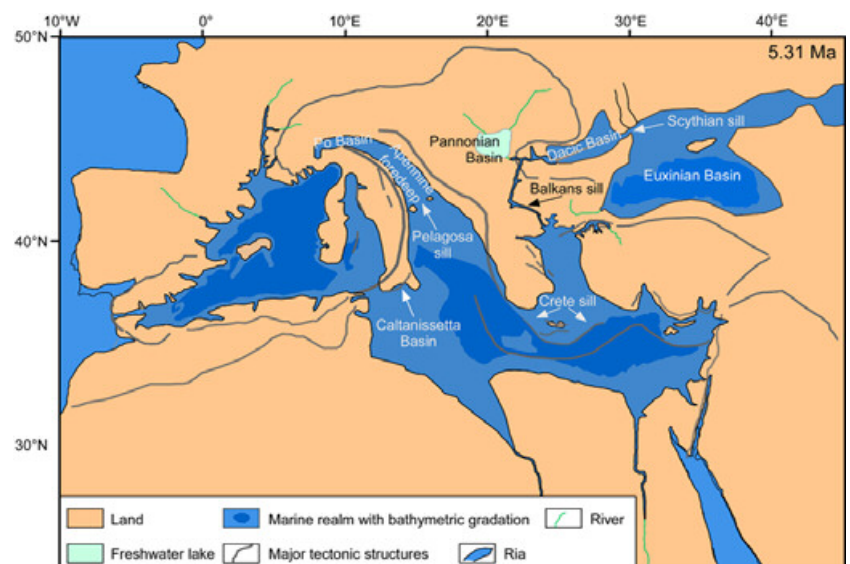 10°W
0°
10°E
20°E
30°E
40°E
50°N
5.31 Ma
Scythian sill
Po Basin
Pannonian
Basin
Dacic Basin
Apennine
foredeep
Euxinian Basin
Balkans sill
40°N
Pelagosa
sill
Crete sill
Caltanissetta
Basin
30°N
Land
Marine realm with bathymetric gradation
River
Freshwater lake
Major tectonic structures
Ria